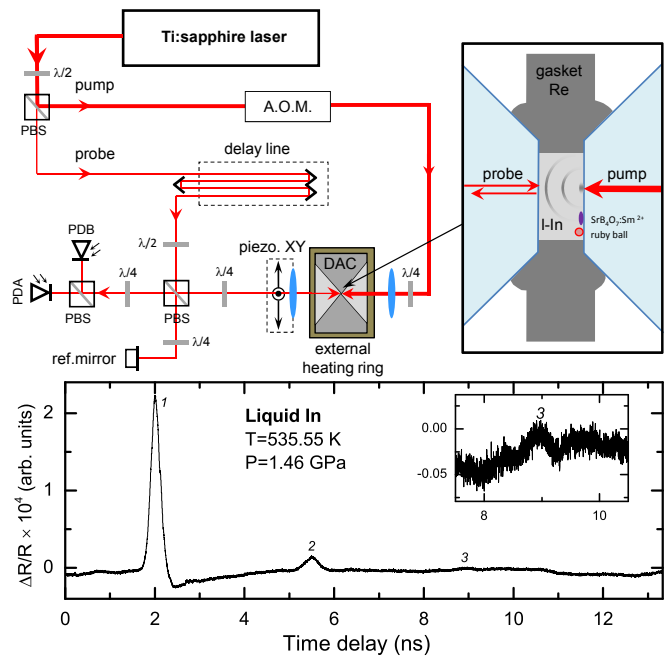 Ti:sapphire laser
λ/2
pump
A.O.M.
PBS
probe
delay line
gasket
Re
probe
pump
l-In
SrB₄O₇:Sm²⁺
ruby ball
PDB
λ/2
piezo. XY
DAC
PDA
λ/4
λ/4
λ/4
PBS
PBS
λ/4
ref.mirror
external
heating ring
ΔR/R × 10⁴ (arb. units)
2
1
0
1
Liquid In
T=535.55 K
P=1.46 GPa
2
3
3
0.00
-0.05
8
10
0
2
4
6
8
10
12
Time delay (ns)